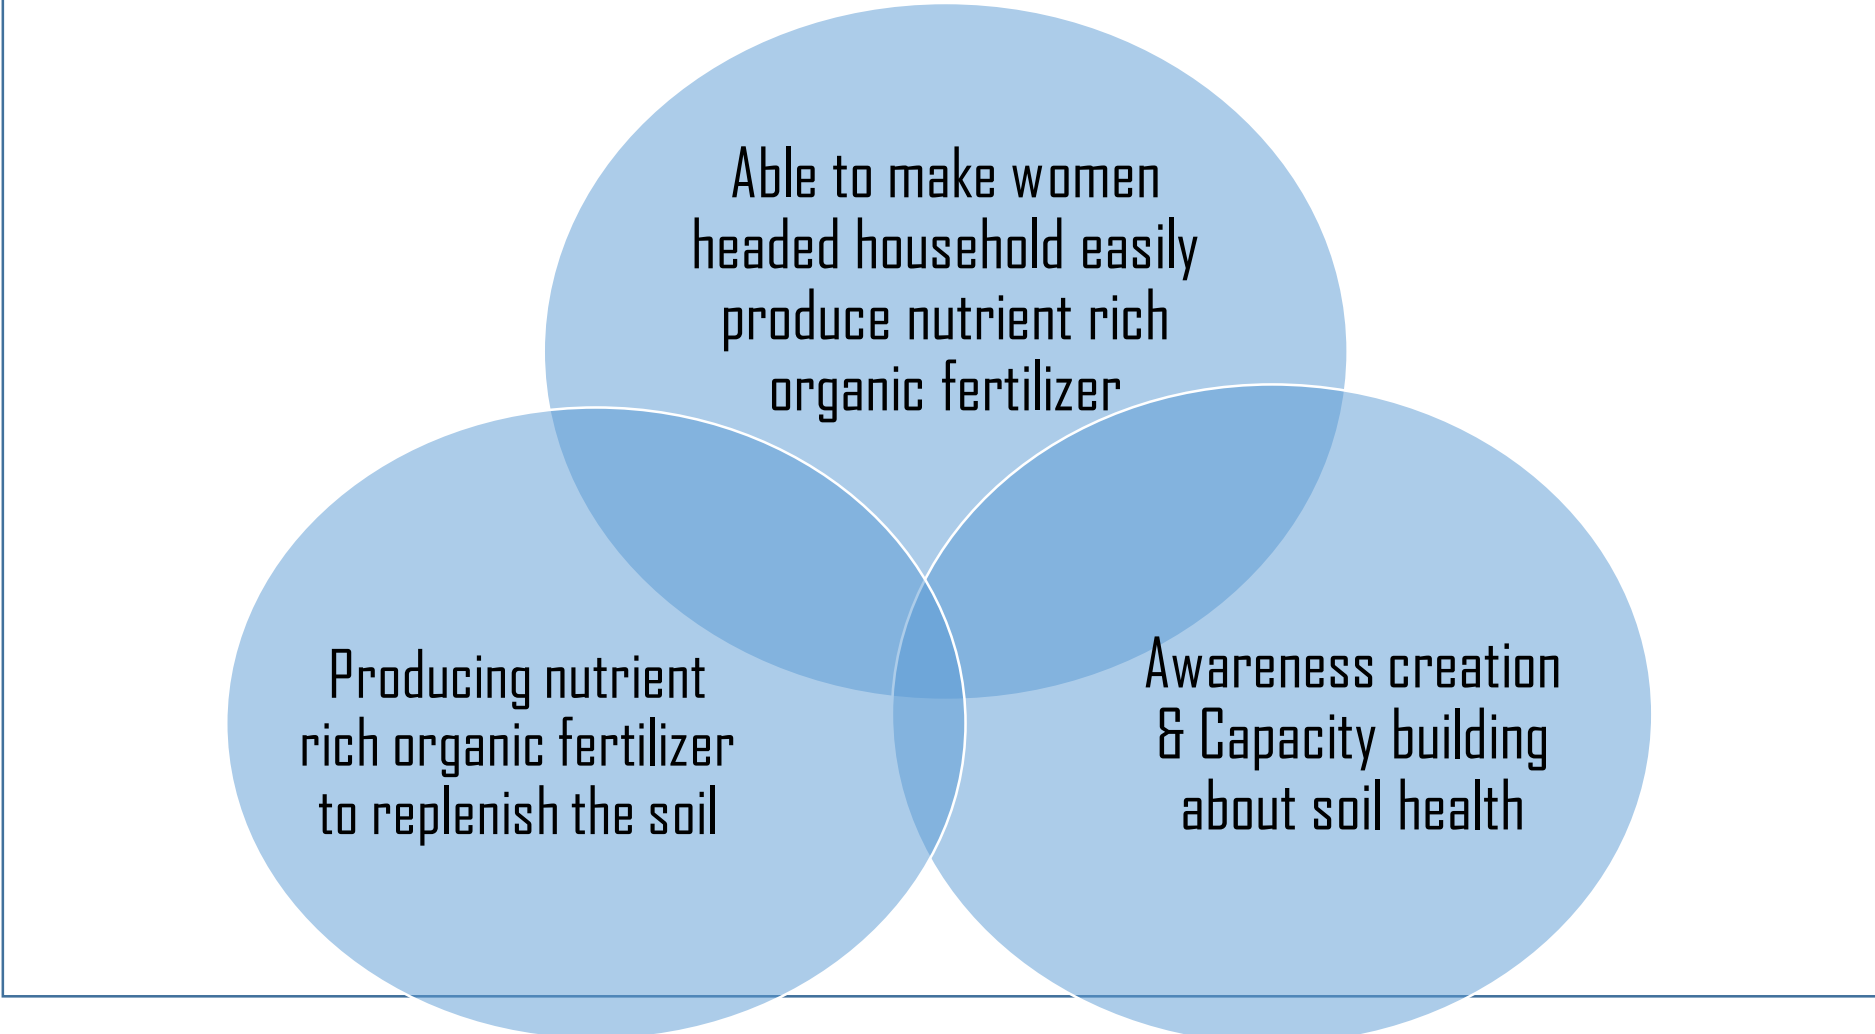 Able to make women
headed household easily
produce nutrient rich
organic fertilizer
Producing nutrient
rich organic fertilizer
to replenish the soil
Awareness creation
& Capacity building
about soil health